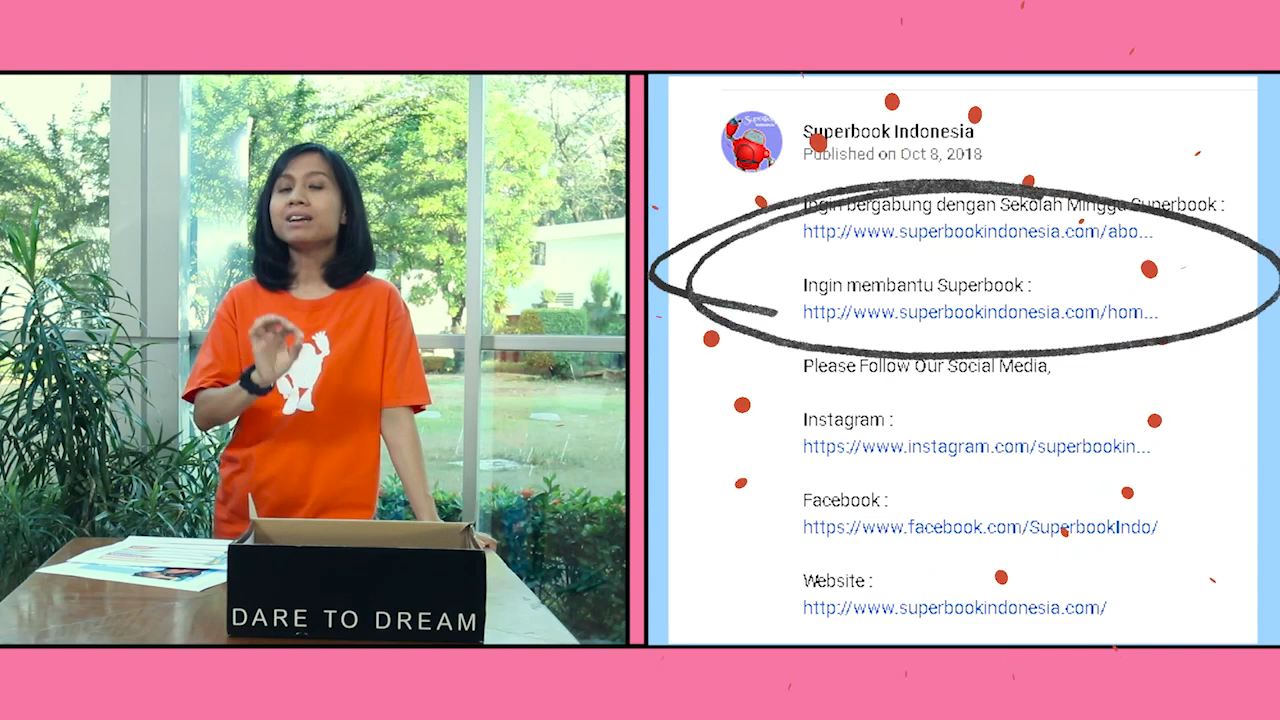 DARE TO DREAM
Superbook Indonesia
Published on Oct 8, 2018
Ingin bergabung dengan Sekolah Minggu Superbook :
http://www.superbookindonesia.com/abo...
Ingin membantu Superbook :
http://www.superbookindonesia.com/hom...
Please Follow Our Social Media,
Instagram :
https://www.instagram.com/superbookin...
Facebook :
https://www.facebook.com/SuperbookIndo/
Website :
http://www.superbookindonesia.com/